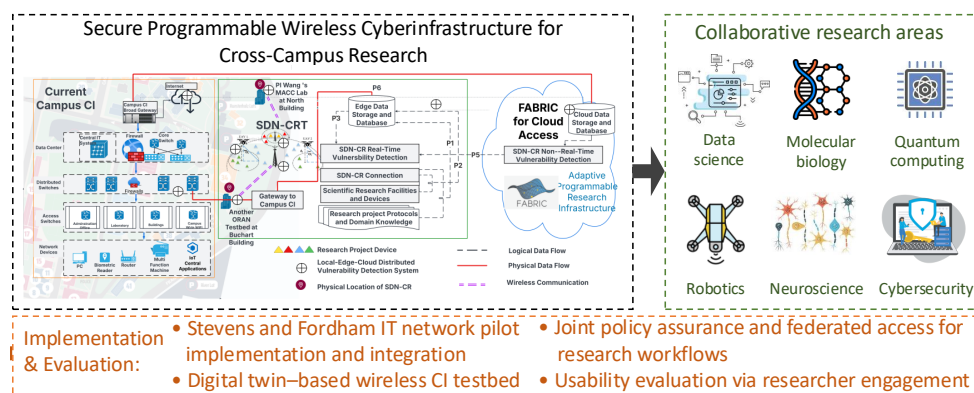 Secure Programmable Wireless Cyberinfrastructure for
Cross-Campus Research
Current
Campus CI
Campus CI
Broad Gateway
Internet
Data Center
Central IT
System
Firewall
Core
Switch
Distributed
Switches
Firewalls
Access
Switches
Office
Laboratory
Buildings
Campus
Network
Devices
PC
Biometric
Reader
Router
Multi
Function
Machine
IoT
Central
Applications
PI Wang 's
MACC Lab
at North
Building
SDN-CRT
Another
ORAN
Testbed at
Buchart
Building
Gateway to
Campus CI
P6
Edge Data
Storage and
Database
P3
P1
P2
P5
SDN-CR Real-Time
Vulnerability Detection
SDN-CR Connection
Scientific Research Facilities
and Devices
Research project Protocols
and Domain Knowledge
FABRIC
for Cloud
Access
Cloud Data
Storage and
Database
SDN-CR Non--Real-Time
Vulnerability Detection
FABRIC
Adaptive
Programmable
Research
Infrastructure
Research Project Device
Local-Edge-Cloud Distributed
Vulnerability Detection System
Physical Location of SDN-CR
Logical Data Flow
Physical Data Flow
Wireless Communication
Collaborative research areas
Data
science
Molecular
biology
Quantum
computing
Robotics
Neuroscience
Cybersecurity
Implementation
& Evaluation:
• Stevens and Fordham IT network pilot
implementation and integration
• Digital twin–based wireless CI testbed
• Joint policy assurance and federated access for
research workflows
• Usability evaluation via researcher engagement